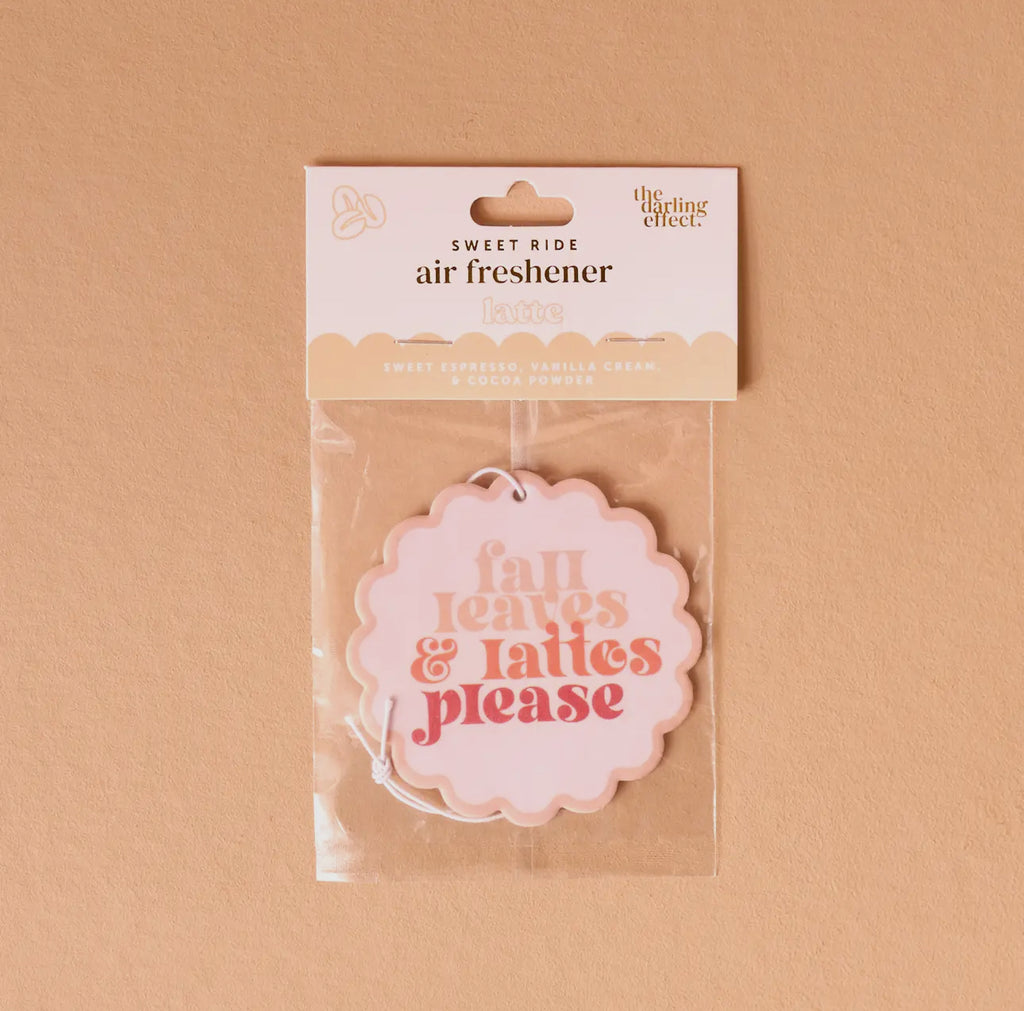 the
darling
effect.
SWEET RIDE
air freshener
latte
SWEET ESPRESSO, VANILLA CREAM,
& COCOA POWDER
fall
leaves
& lattes
please